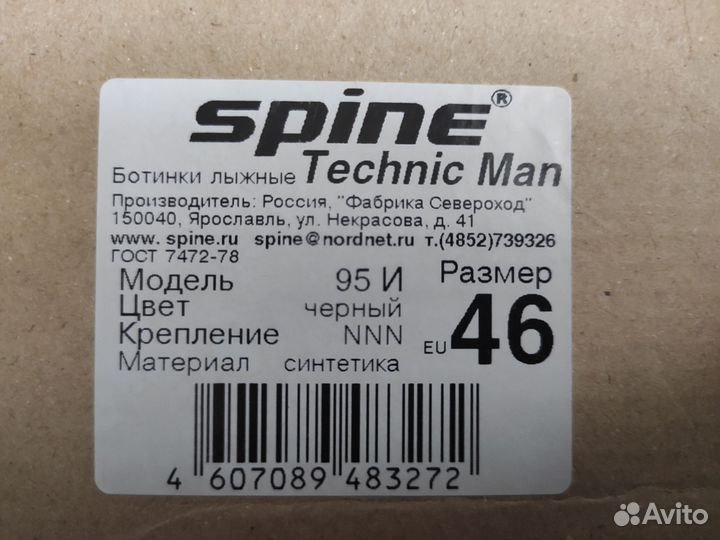 spine®
Ботинки лыжные Technic Man
Производитель: Россия, "Фабрика Североход"
150040, Ярославль, ул. Некрасова, д. 41
www. spine.ru spine@nordnet.ru т.(4852)739326
ГОСТ 7472-78
Модель 95 И Размер
Цвет черный
Крепление NNN EU 46
Материал синтетика
4 607089 483272
Avito